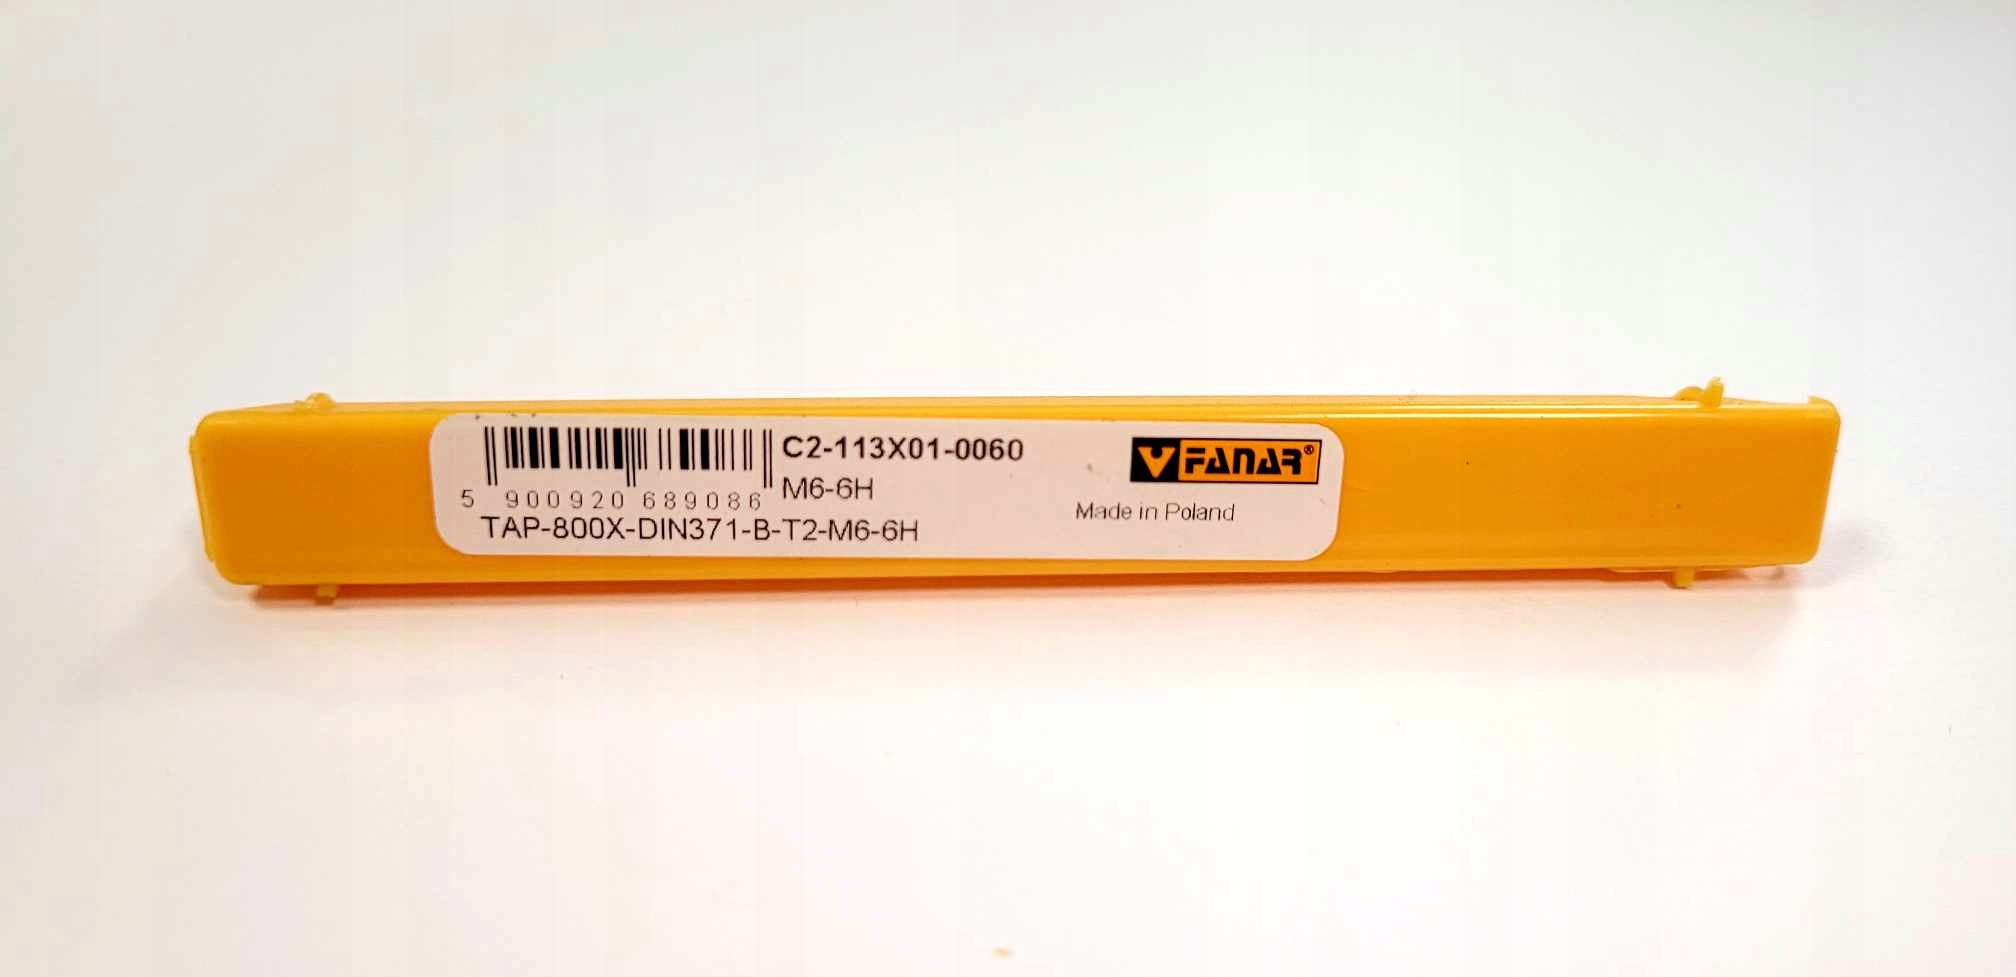 C2-113X01-0060
FANAR®
M6-6H
5 900920 689086
Made in Poland
TAP-800X-DIN371-B-T2-M6-6H